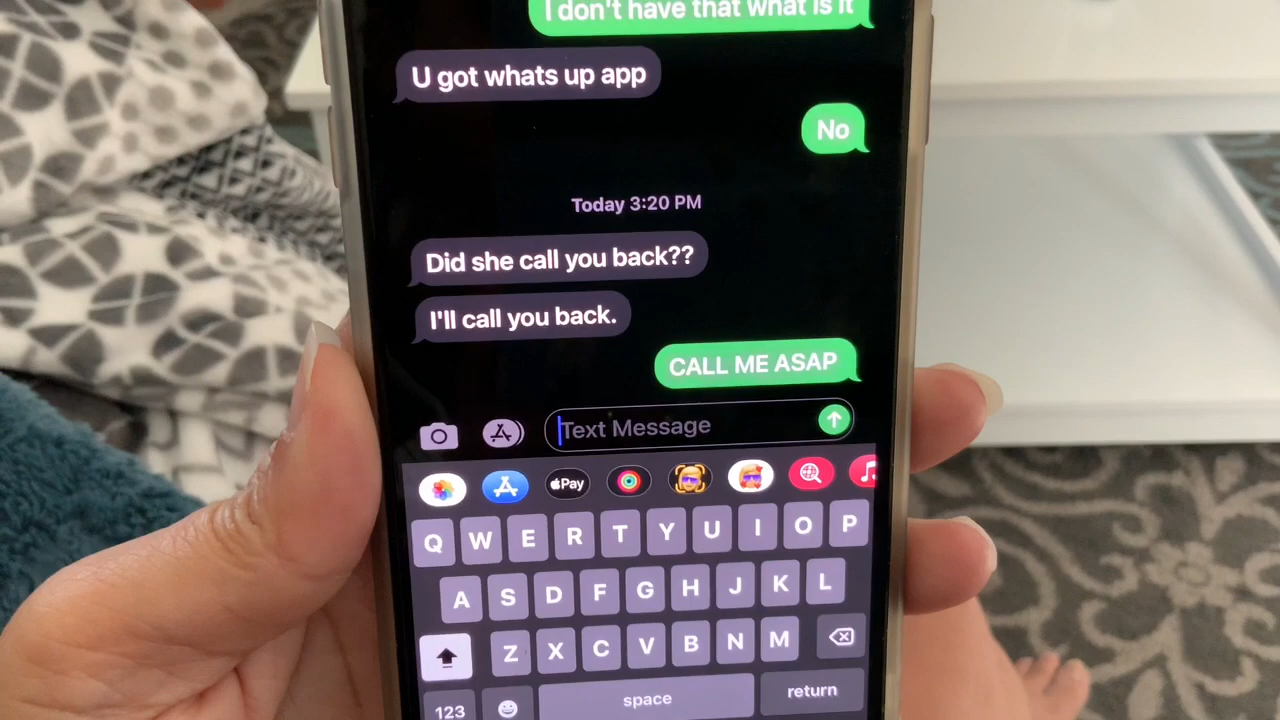 I don't have that what is it
U got whats up app
No
Today 3:20 PM
Did she call you back??
I'll call you back.
CALL ME ASAP
Text Message
Pay
Q W E R T Y U I O P
A S D F G H J K L
Z X C V B N M
123 space return